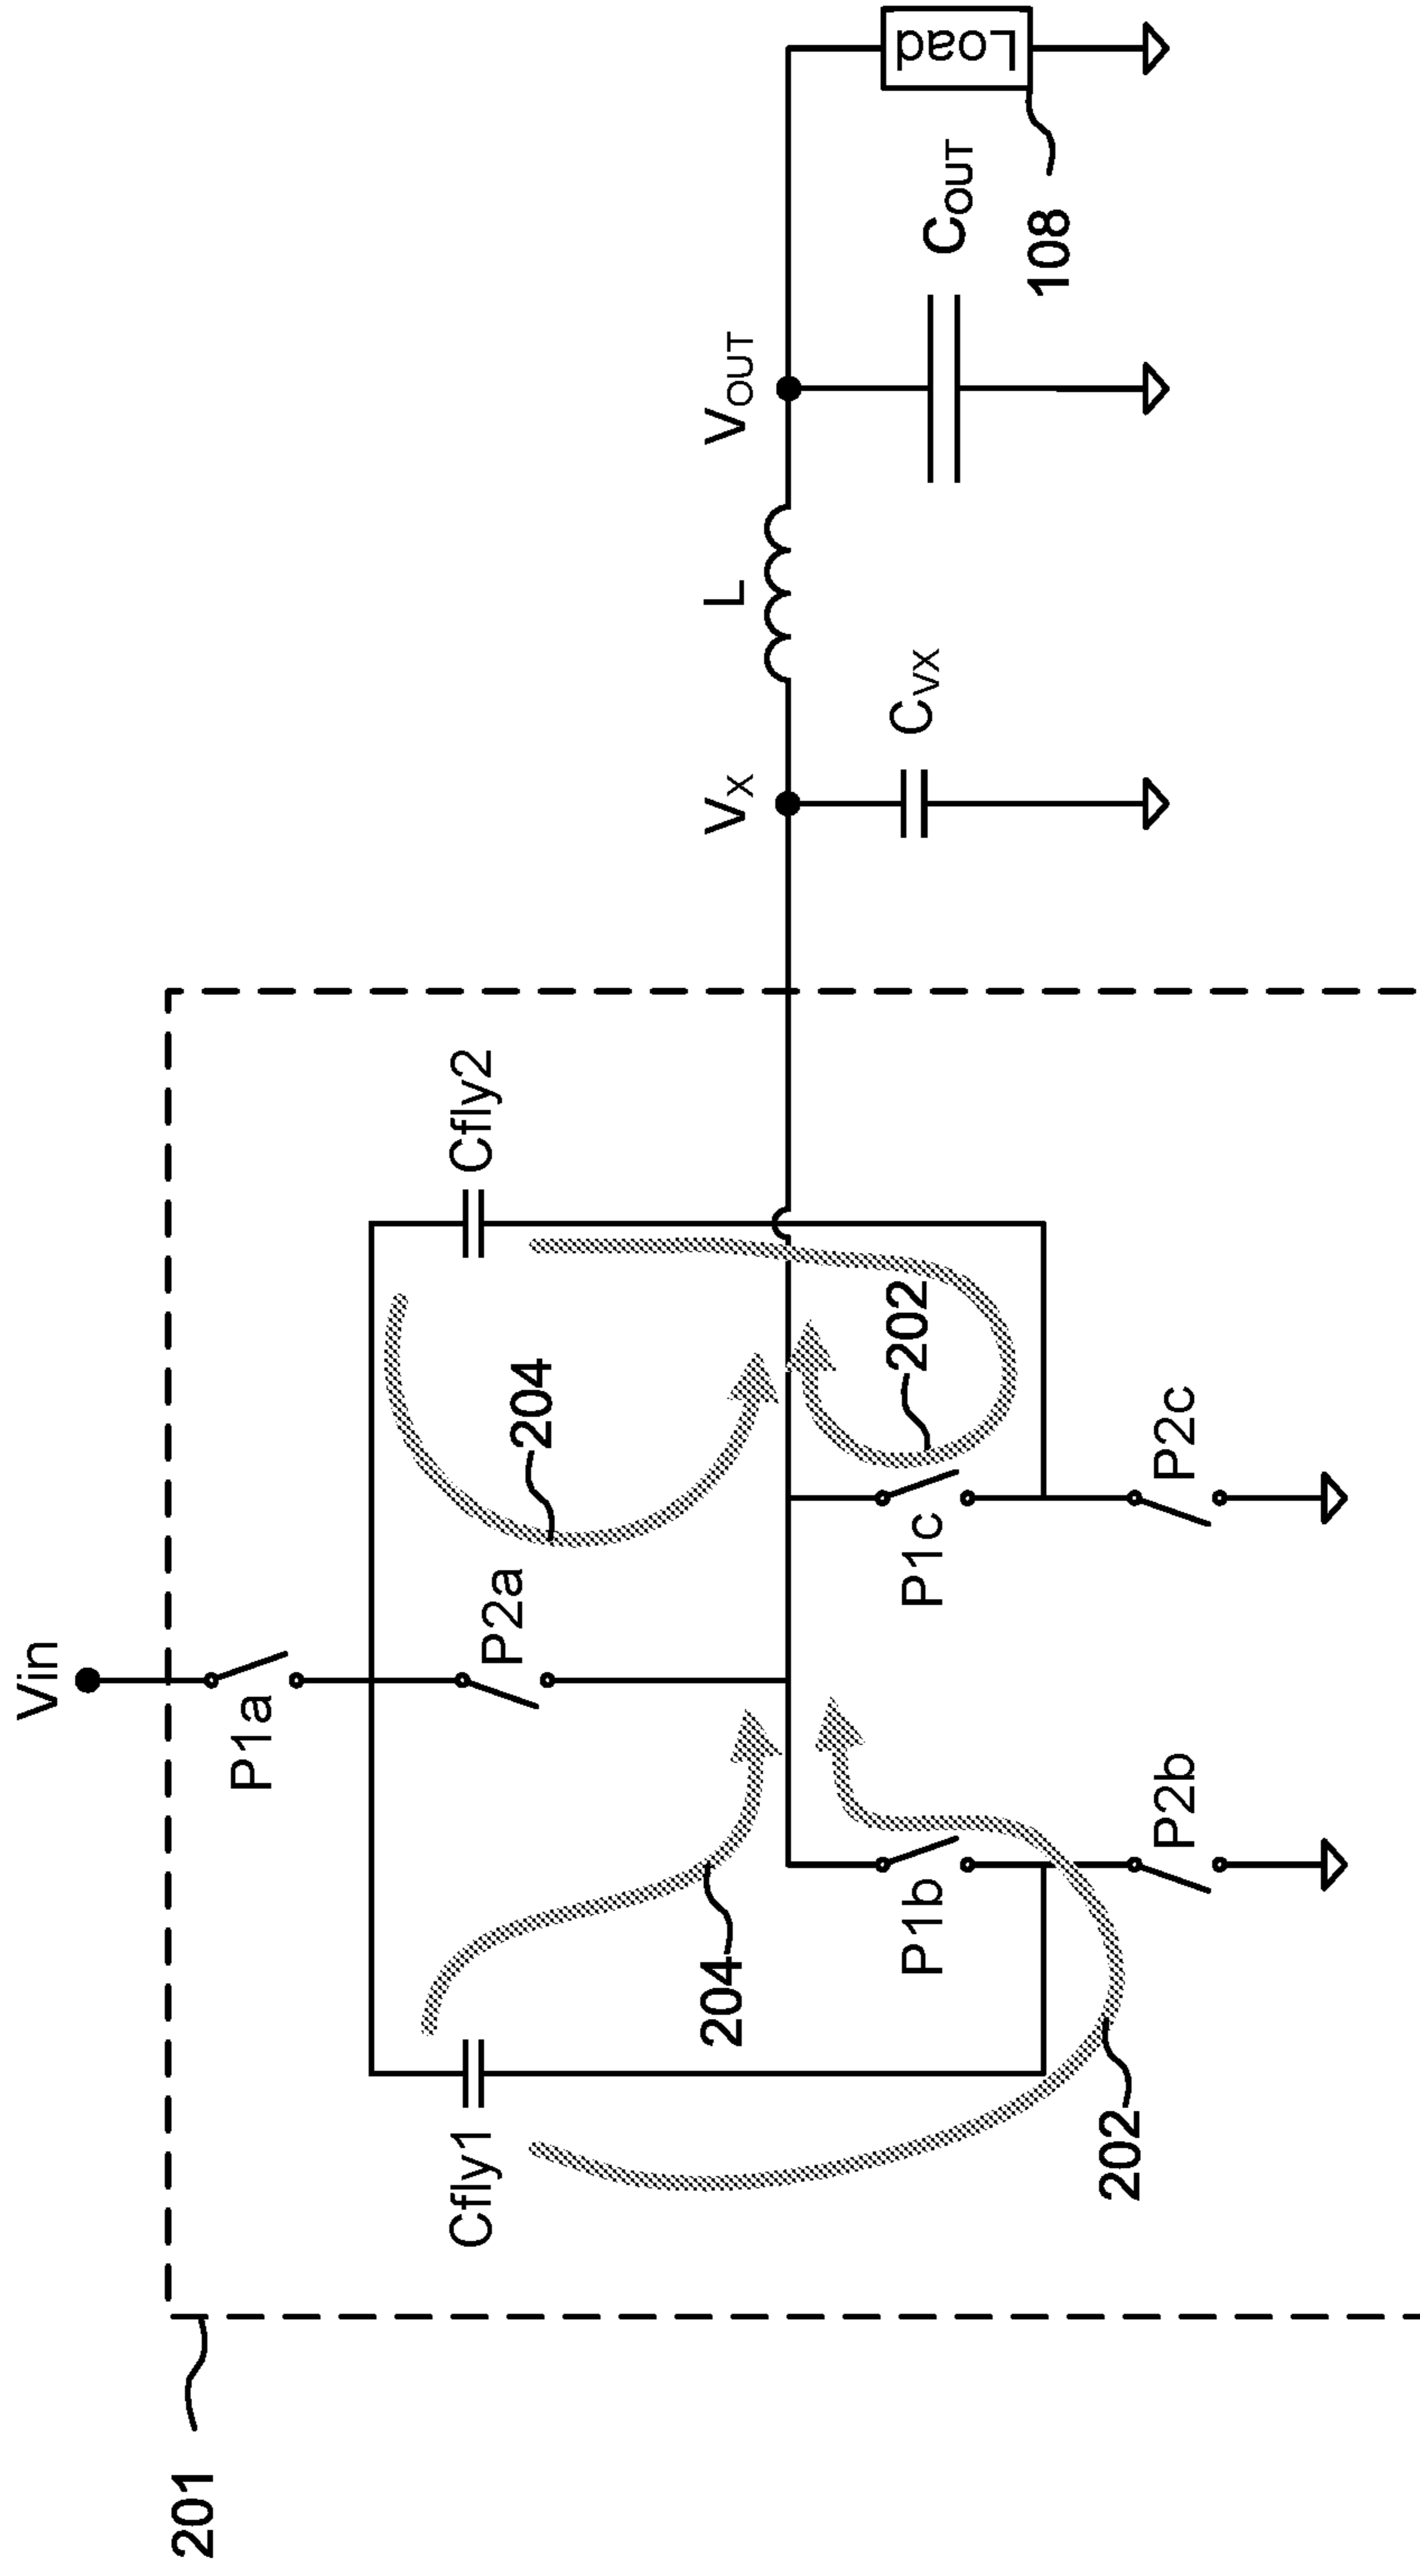 201
Vin
P1a
Cfly1
Cfly2
P2a
204
204
VX
L
VOUT
P1b
P1c
202
CVX
COUT
Load
108
202
P2b
P2c